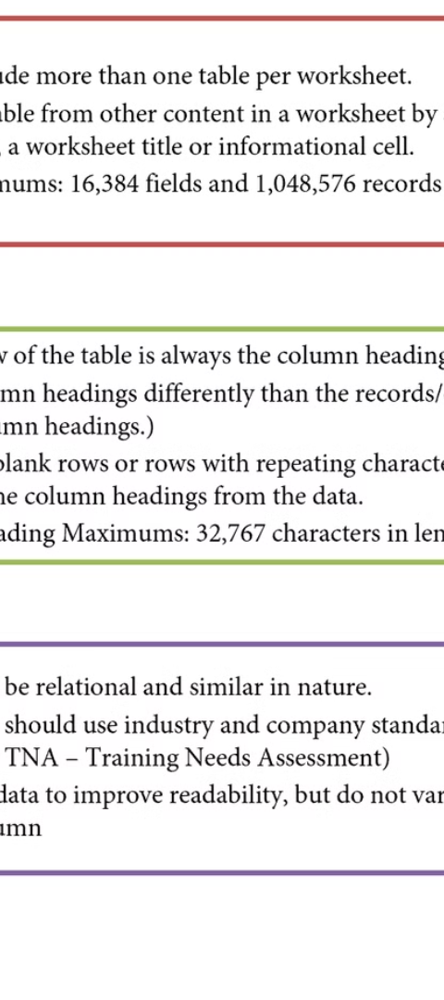 ude more than one table per worksheet.
able from other content in a worksheet by
, a worksheet title or informational cell.
mums: 16,384 fields and 1,048,576 records
w of the table is always the column heading
mn headings differently than the records/
umn headings.)
blank rows or rows with repeating characte
he column headings from the data.
ading Maximums: 32,767 characters in len
be relational and similar in nature.
should use industry and company standar
TNA – Training Needs Assessment)
data to improve readability, but do not var
umn